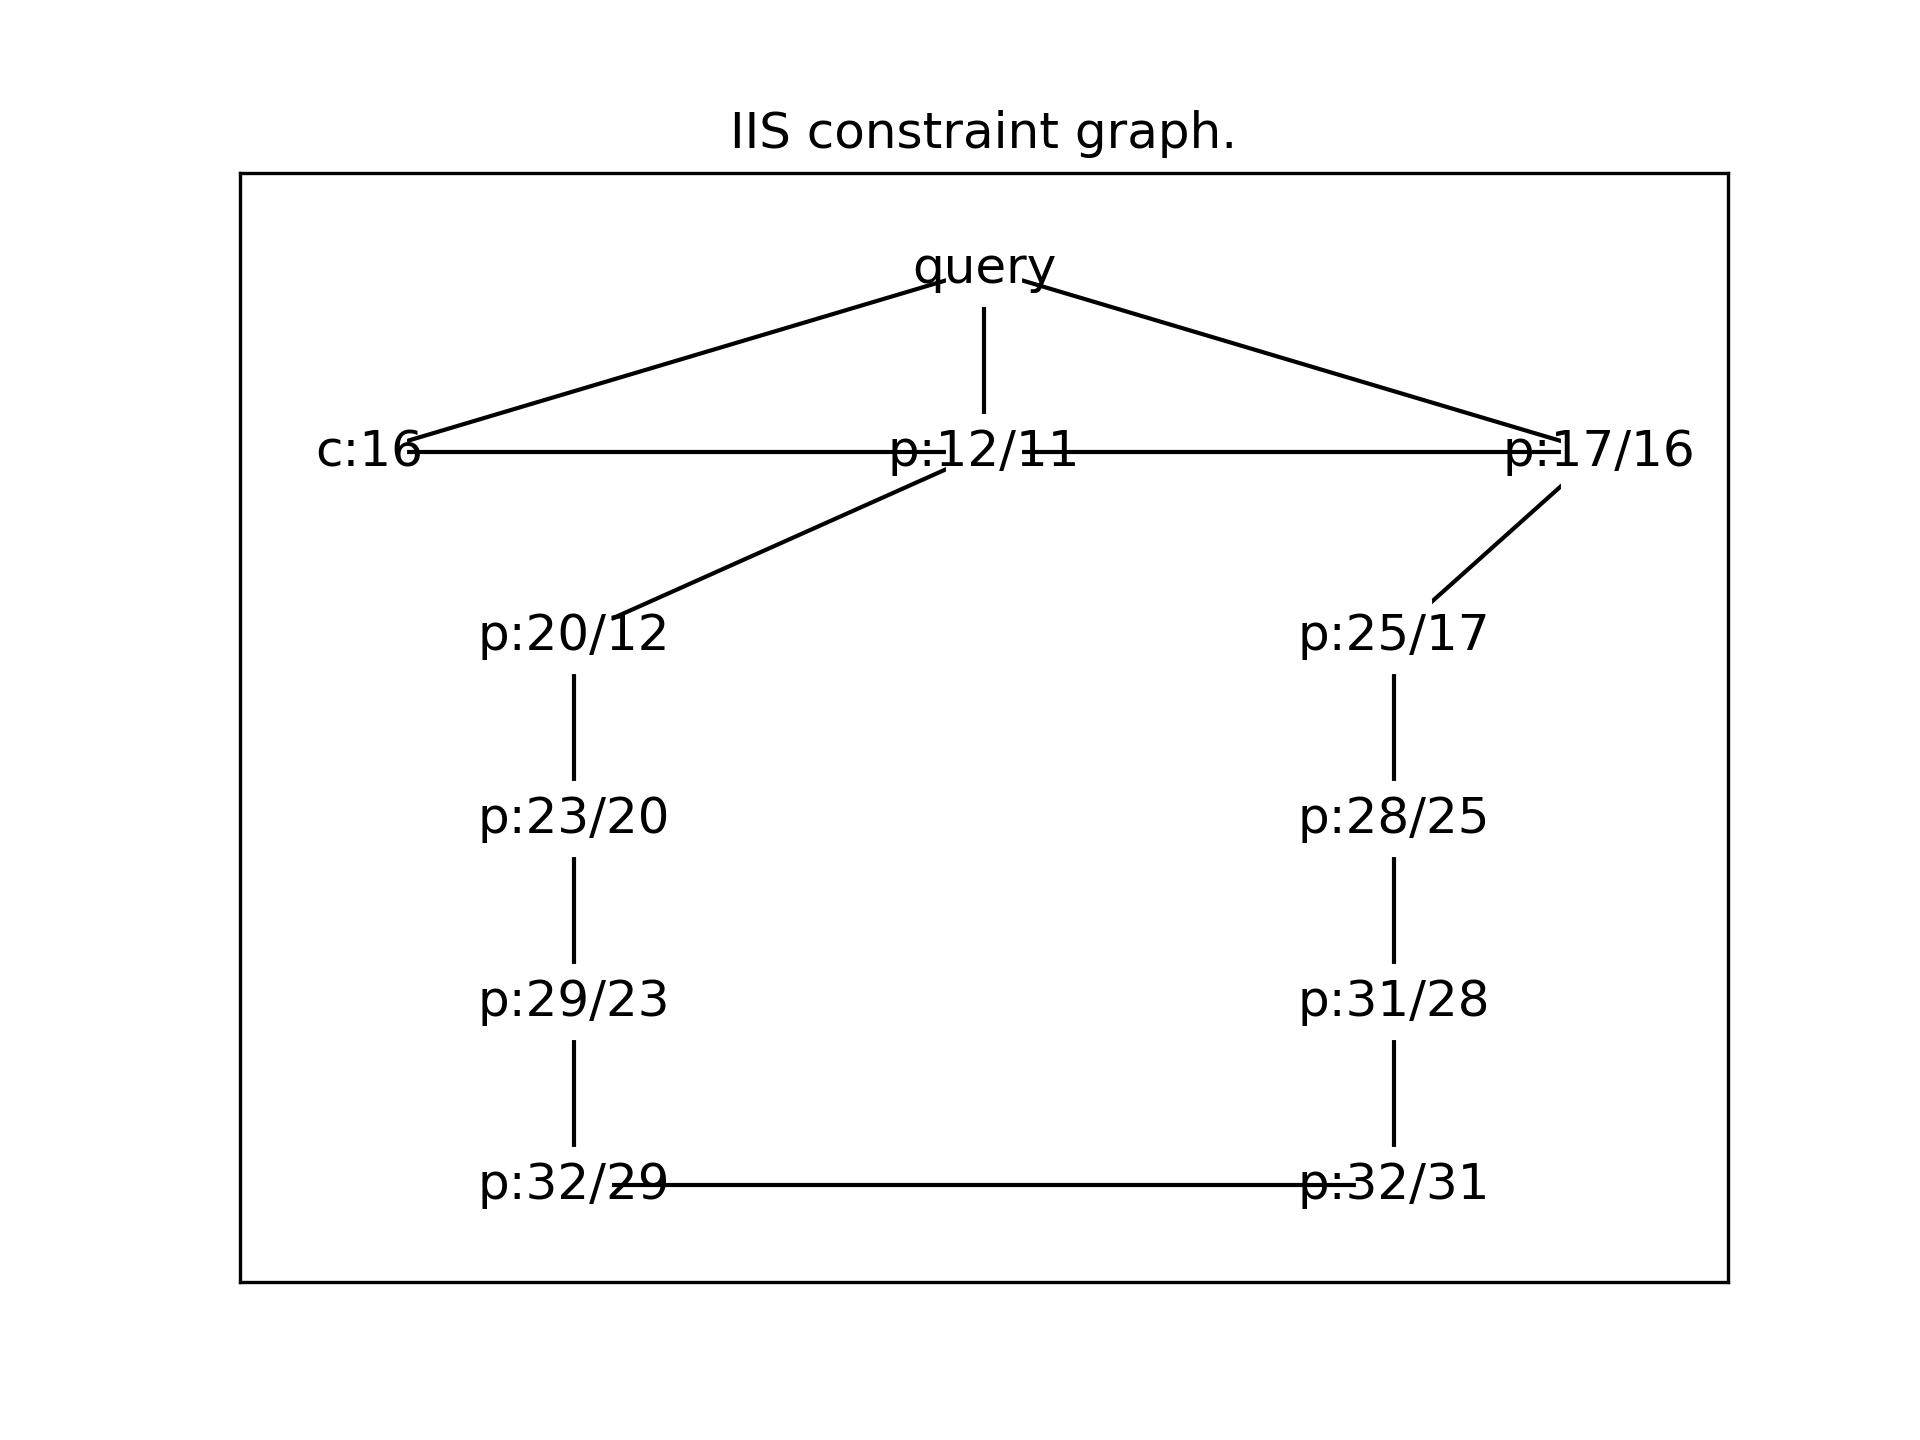 IIS constraint graph.
query
c:16 p:12/11 p:17/16
p:20/12 p:25/17
p:23/20 p:28/25
p:29/23 p:31/28
p:32/29 p:32/31